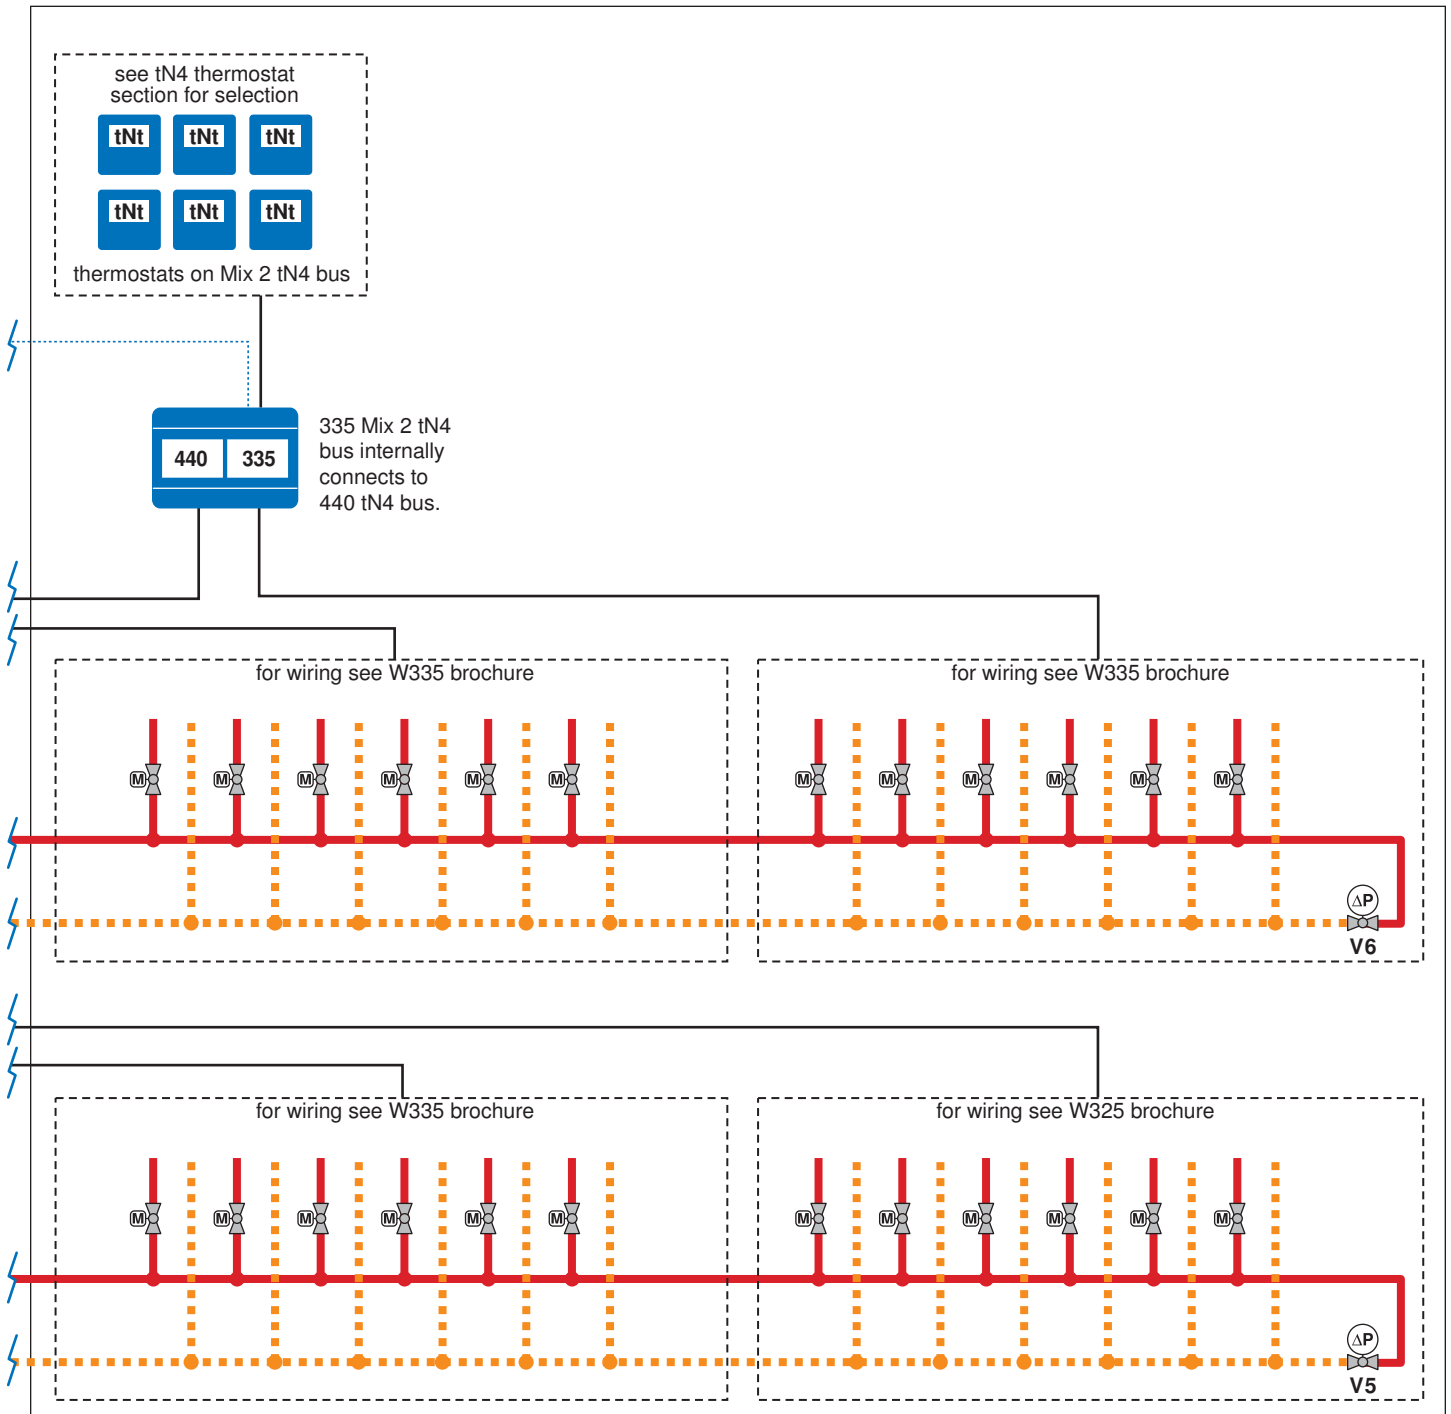 see tN4 thermostat
section for selection
tNt tNt tNt
tNt tNt tNt
thermostats on Mix 2 tN4 bus
440 335
335 Mix 2 tN4
bus internally
connects to
440 tN4 bus.
for wiring see W335 brochure
for wiring see W335 brochure
M M M M M M M M M M M M
ΔP
V6
for wiring see W335 brochure
for wiring see W325 brochure
M M M M M M M M M M M M
ΔP
V5